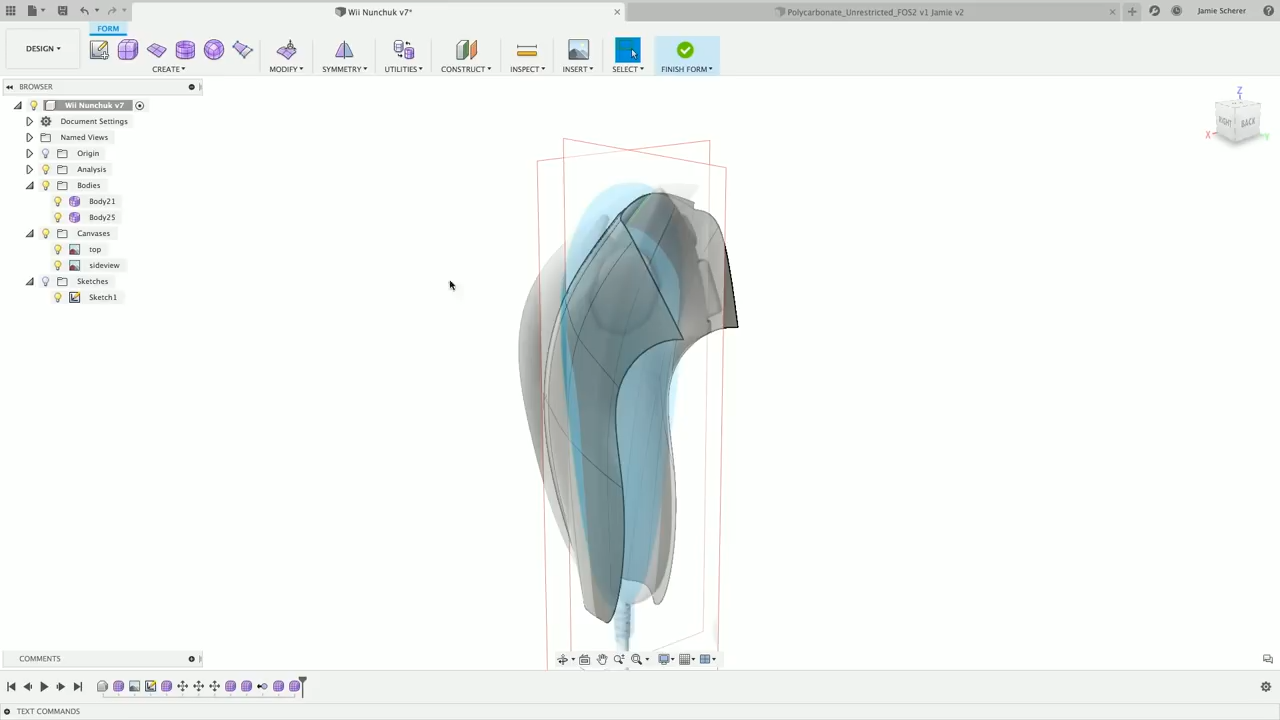 Wii Nunchuk v7*
Polycarbonate_Unrestricted_FOS2 v1 Jamie v2
Jamie Scherer
FORM
DESIGN
CREATE
MODIFY
SYMMETRY
UTILITIES
CONSTRUCT
INSPECT
INSERT
SELECT
FINISH FORM
BROWSER
Wii Nunchuk v7
Document Settings
Named Views
Origin
Analysis
Bodies
Body21
Body25
Canvases
top
sideview
Sketches
Sketch1
Z
RIGHT
BACK
X
Y
COMMENTS
TEXT COMMANDS